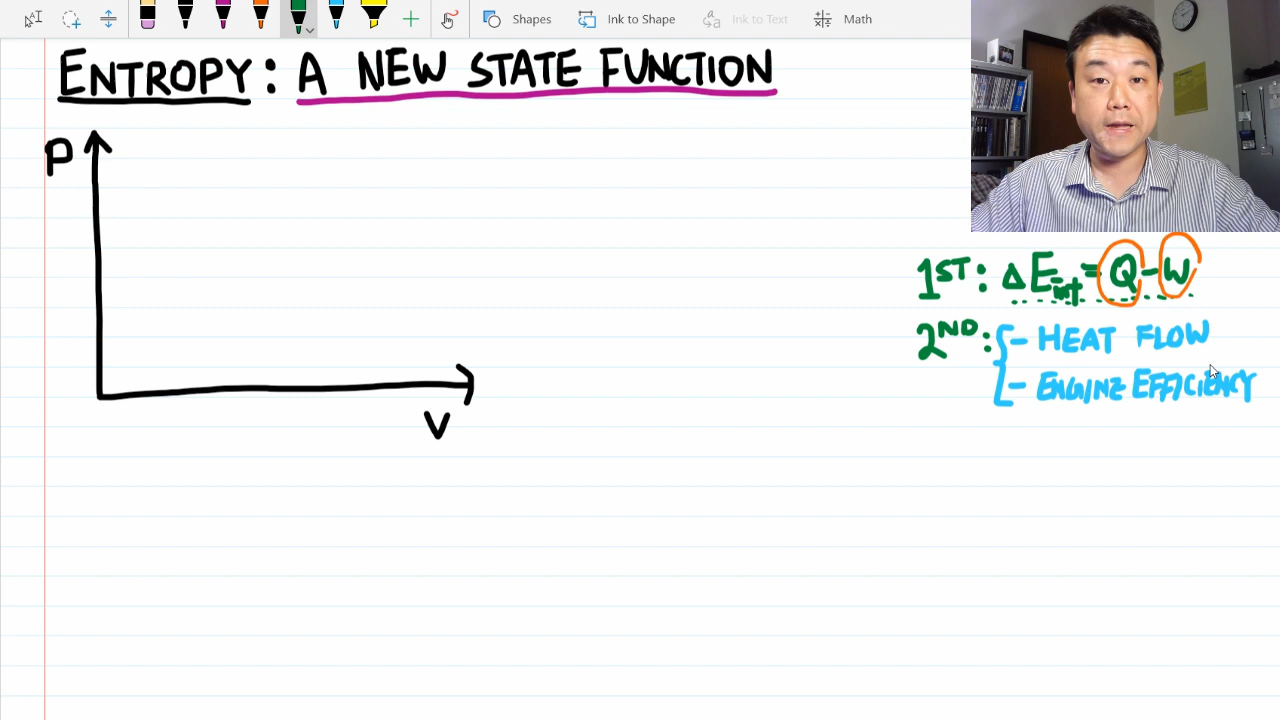 Shapes Ink to Shape Ink to Text Math
ENTROPY: A NEW STATE FUNCTION
P
V
1ST: ΔEint = Q - W
2ND: - HEAT FLOW
- ENGINE EFFICIENCY